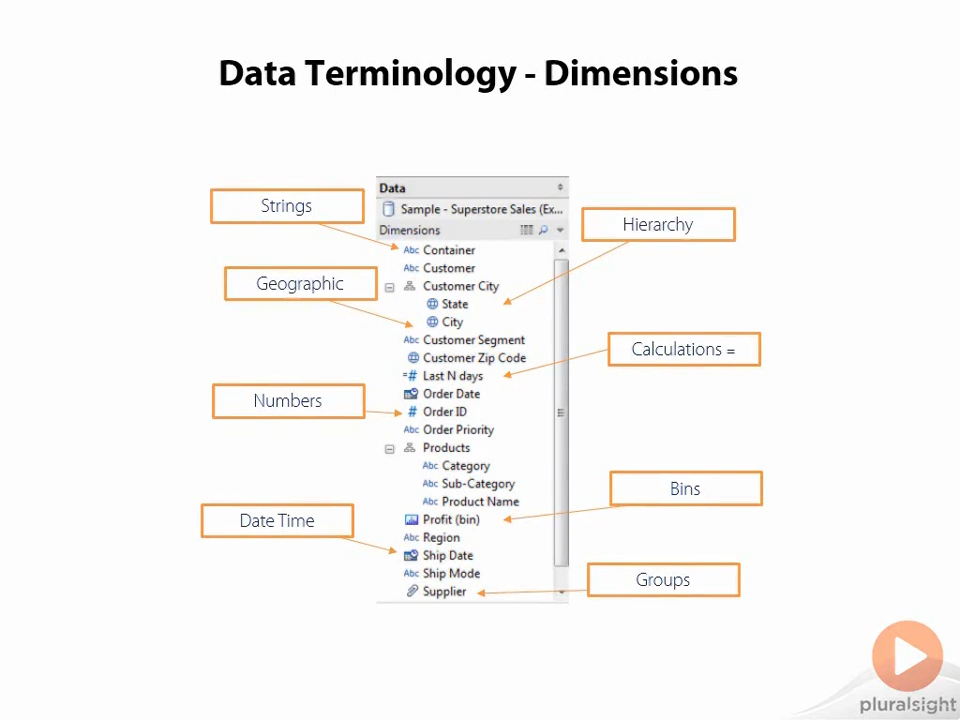 Data Terminology - Dimensions
Strings
Geographic
Numbers
Date Time
Data
Sample - Superstore Sales (Ex...
Dimensions
Abc Container
Abc Customer
Customer City
State
City
Abc Customer Segment
Customer Zip Code
=# Last N days
Order Date
# Order ID
Abc Order Priority
Products
Abc Category
Abc Sub-Category
Abc Product Name
Profit (bin)
Abc Region
Ship Date
Abc Ship Mode
Supplier
Hierarchy
Calculations =
Bins
Groups
pluralsight